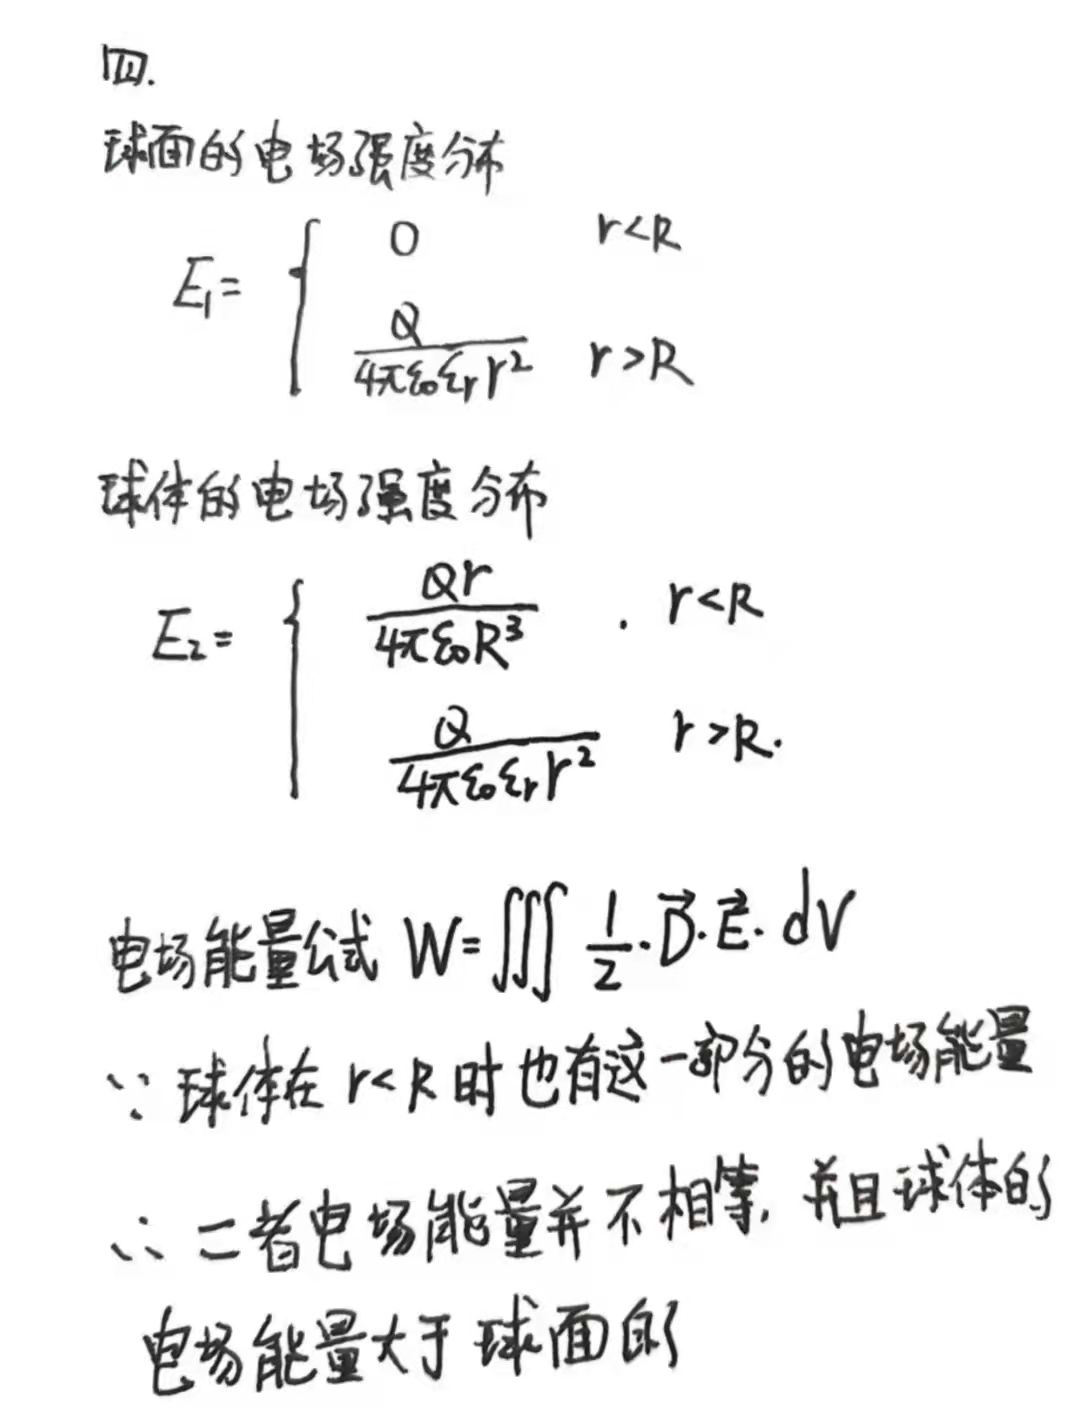 四.
球面的电场强度分布
E₁= { 0 r<R
Q/(4πε₀εᵣr²) r>R
球体的电场强度分布
E₂= { Qr/(4πε₀R³) . r<R
Q/(4πε₀εᵣr²) r>R.
电场能量公式 W=∭ 1/2·D⃗·E⃗·dV
∵ 球体在 r<R 时也有这一部分的电场能量
∴ 二者电场能量并不相等, 并且球体的
电场能量大于球面的